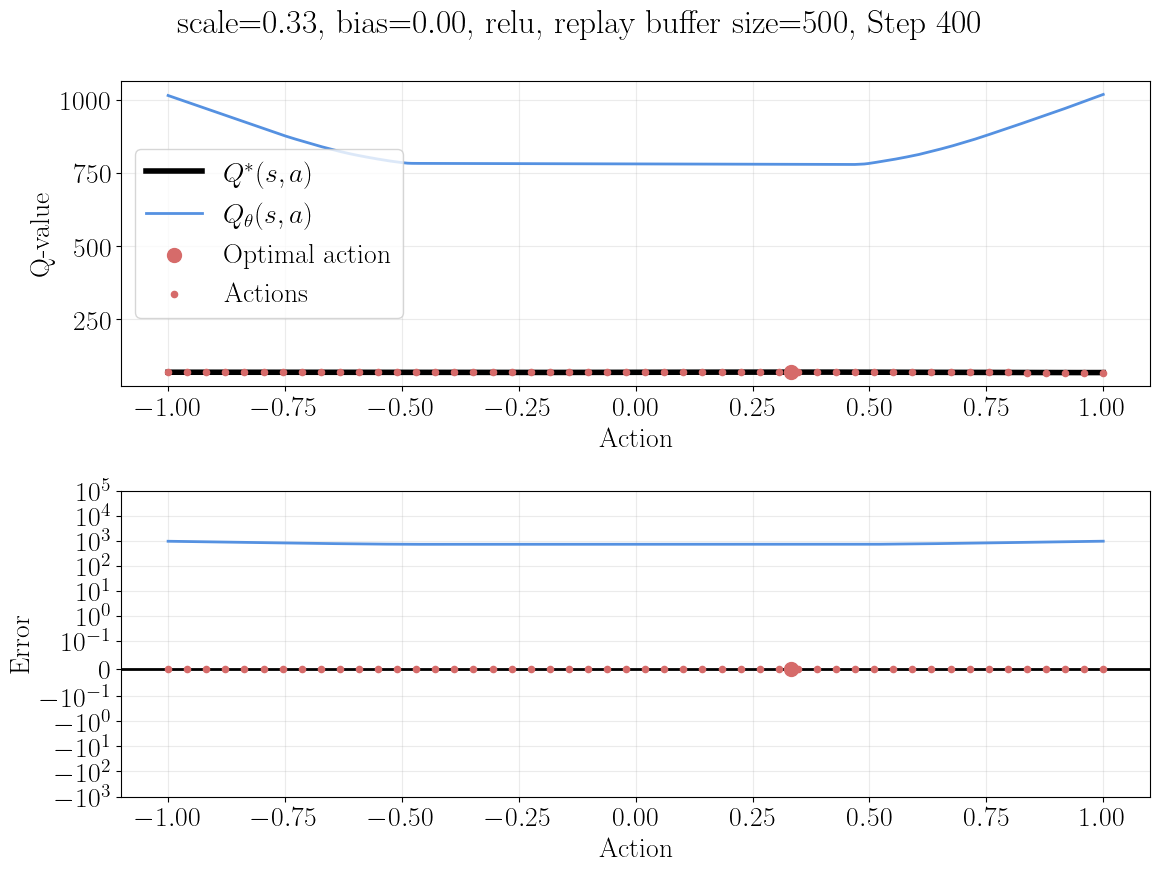 scale=0.33, bias=0.00, relu, replay buffer size=500, Step 400
1000
750
500
250
Q-value
Q*(s, a)
Qθ(s, a)
Optimal action
Actions
−1.00 −0.75 −0.50 −0.25 0.00 0.25 0.50 0.75 1.00
Action
10^5
10^4
10^3
10^2
10^1
10^0
10^−1
0
−10^−1
−10^0
−10^1
−10^2
−10^3
Error
−1.00 −0.75 −0.50 −0.25 0.00 0.25 0.50 0.75 1.00
Action